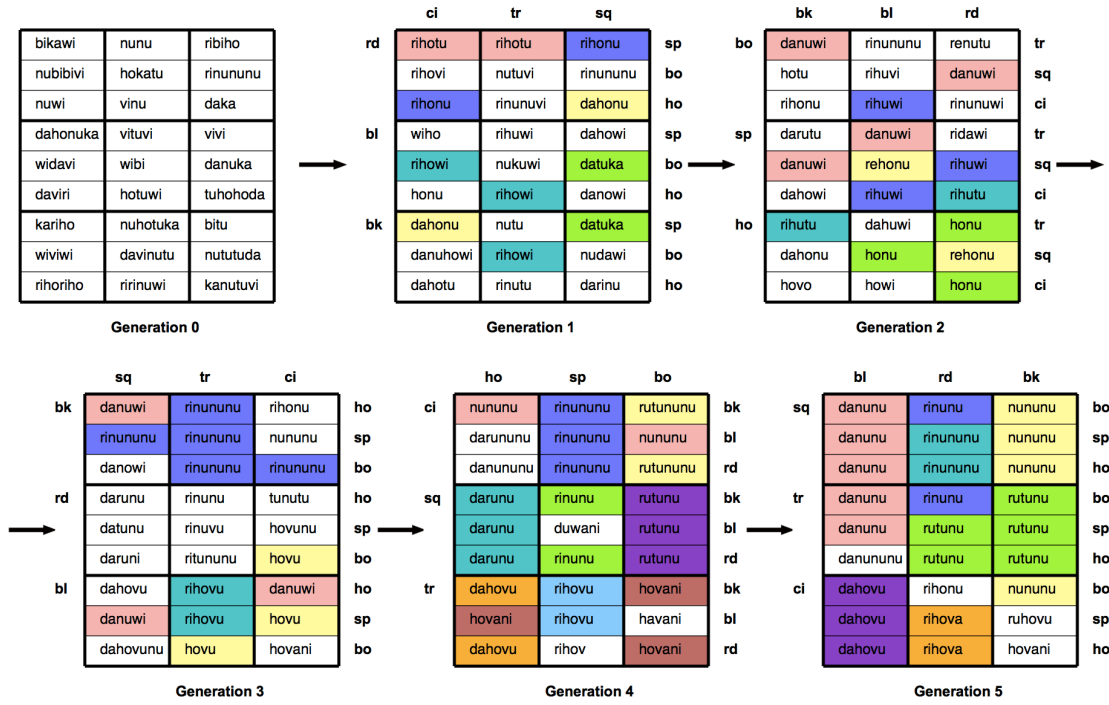 ci tr sq bk bl rd
bikawi nunu ribiho rd rihotu rihotu rihonu sp bo danuwi rinununu renutu tr
nubibivi hokatu rinununu rihovi nutuvi rinununu bo hotu rihuvi danuwi sq
nuwi vinu daka rihonu rinunuvi dahonu ho rihonu rihuwi rinunuwi ci
dahonuka vituvi vivi bl wiho rihuwi dahowi sp sp darutu danuwi ridawi tr
widavi wibi danuka rihowi nukuwi datuka bo danuwi rehonu rihuwi sq
daviri hotuwi tuhohoda honu rihowi danowi ho dahowi rihuwi rihutu ci
kariho nuhotuka bitu bk dahonu nutu datuka sp ho rihutu dahuwi honu tr
wiviwi davinutu nututuda danuhowi rihowi nudawi bo dahonu honu rehonu sq
rihoriho ririnuwi kanutuvi dahotu rinutu darinu ho hovo howi honu ci
Generation 0 Generation 1 Generation 2
sq tr ci ho sp bo bl rd bk
bk danuwi rinununu rihonu ho ci nununu rinununu rutununu bk sq danunu rinunu nununu bo
rinununu rinununu nununu sp darununu rinununu nununu bl danunu rininunu nununu sp
danowi rinununu rinununu bo danununu rinununu rutununu rd danunu rininunu nununu ho
rd darunu rinunu tunutu ho sq darunu rinunu rutunu bk tr danunu rinunu rutunu bo
datunu rinuvu hovunu sp darunu duwani rutunu bl danunu rutunu rutunu sp
daruni ritununu hovu bo darunu rinunu rutunu rd danununu rutunu rutunu ho
bl dahovu rihovu danuwi ho tr dahovu rihovu hovani bk ci dahovu rihonu nununu bo
danuwi rihovu hovu sp hovani rihovu havani bl dahovu rihova ruhovu sp
dahovunu hovu hovani bo dahovu rihov hovani rd dahovu rihova hovani ho
Generation 3 Generation 4 Generation 5